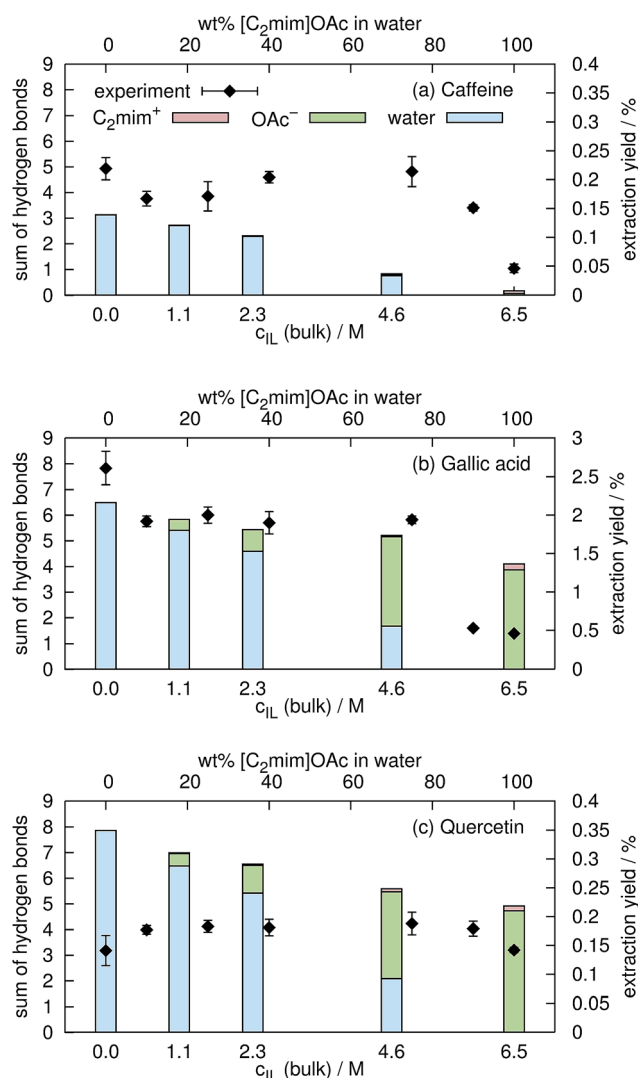 wt% [C₂mim]OAc in water
0 20 40 60 80 100
9 8 7 6 5 4 3 2 1 0
sum of hydrogen bonds
experiment
(a) Caffeine
C₂mim⁺ OAc⁻ water
0.4 0.35 0.3 0.25 0.2 0.15 0.1 0.05 0
extraction yield / %
0.0 1.1 2.3 4.6 6.5
c_IL (bulk) / M
wt% [C₂mim]OAc in water
0 20 40 60 80 100
9 8 7 6 5 4 3 2 1 0
sum of hydrogen bonds
(b) Gallic acid
3 2.5 2 1.5 1 0.5 0
extraction yield / %
0.0 1.1 2.3 4.6 6.5
c_IL (bulk) / M
wt% [C₂mim]OAc in water
0 20 40 60 80 100
9 8 7 6 5 4 3 2 1 0
sum of hydrogen bonds
(c) Quercetin
0.4 0.35 0.3 0.25 0.2 0.15 0.1 0.05 0
extraction yield / %
0.0 1.1 2.3 4.6 6.5
c_IL (bulk) / M